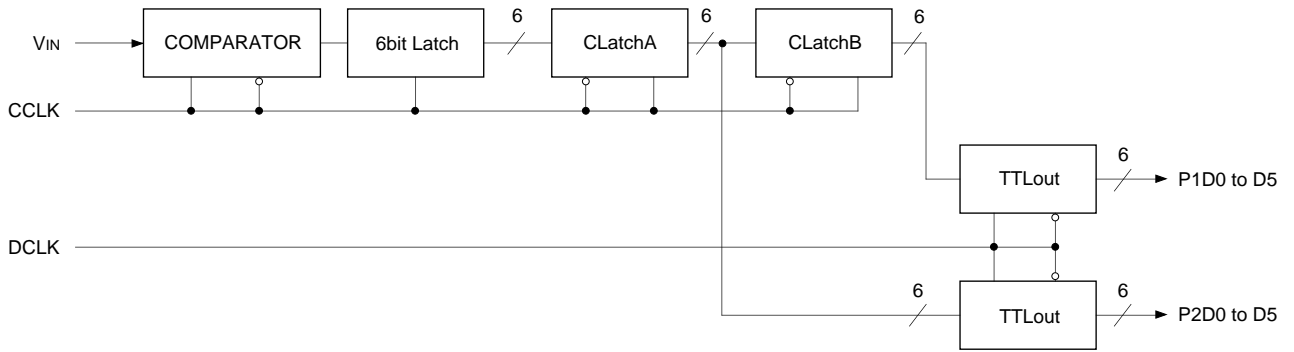 6 6 6 6
VIN COMPARATOR 6bit Latch CLatchA CLatchB
CCLK
6
TTLout P1D0 to D5
DCLK
6 6
TTLout P2D0 to D5